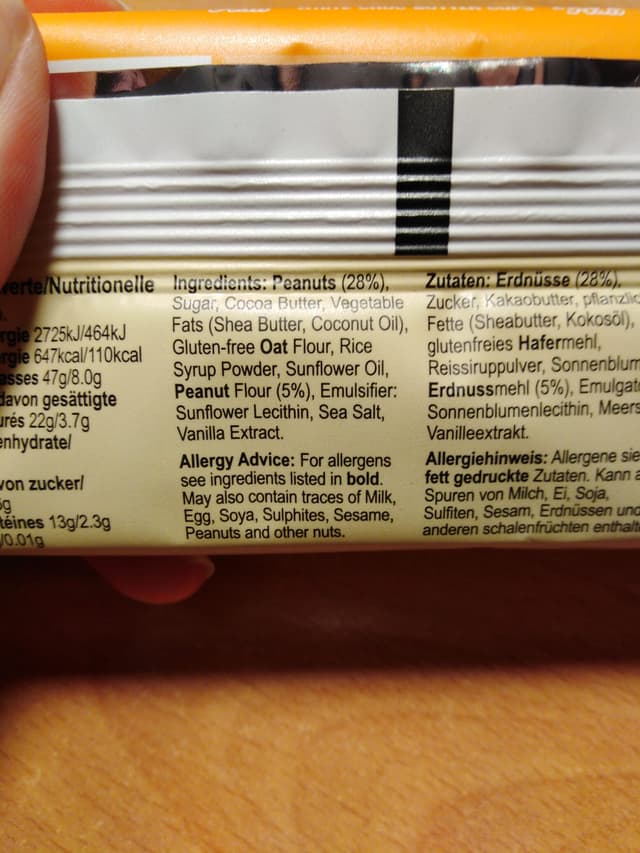 verte/Nutritionelle
rgie 2725kJ/464kJ
rgie 647kcal/110kcal
asses 47g/8.0g
davon gesättigte
urés 22g/3.7g
enhydrate/
von zucker/
5g
téines 13g/2.3g
/0.01g
Ingredients: Peanuts (28%),
Sugar, Cocoa Butter, Vegetable
Fats (Shea Butter, Coconut Oil),
Gluten-free Oat Flour, Rice
Syrup Powder, Sunflower Oil,
Peanut Flour (5%), Emulsifier:
Sunflower Lecithin, Sea Salt,
Vanilla Extract.
Allergy Advice: For allergens
see ingredients listed in bold.
May also contain traces of Milk,
Egg, Soya, Sulphites, Sesame,
Peanuts and other nuts.
Zutaten: Erdnüsse (28%),
Zucker, Kakaobutter, pflanzlic
Fette (Sheabutter, Kokosöl),
glutenfreies Hafermehl,
Reissiruppulver, Sonnenblum
Erdnussmehl (5%), Emulgat
Sonnenblumenlecithin, Meers
Vanilleextrakt.
Allergiehinweis: Allergene sie
fett gedruckte Zutaten. Kann a
Spuren von Milch, Ei, Soja,
Sulfiten, Sesam, Erdnüssen und
anderen schalenfrüchten enthalt